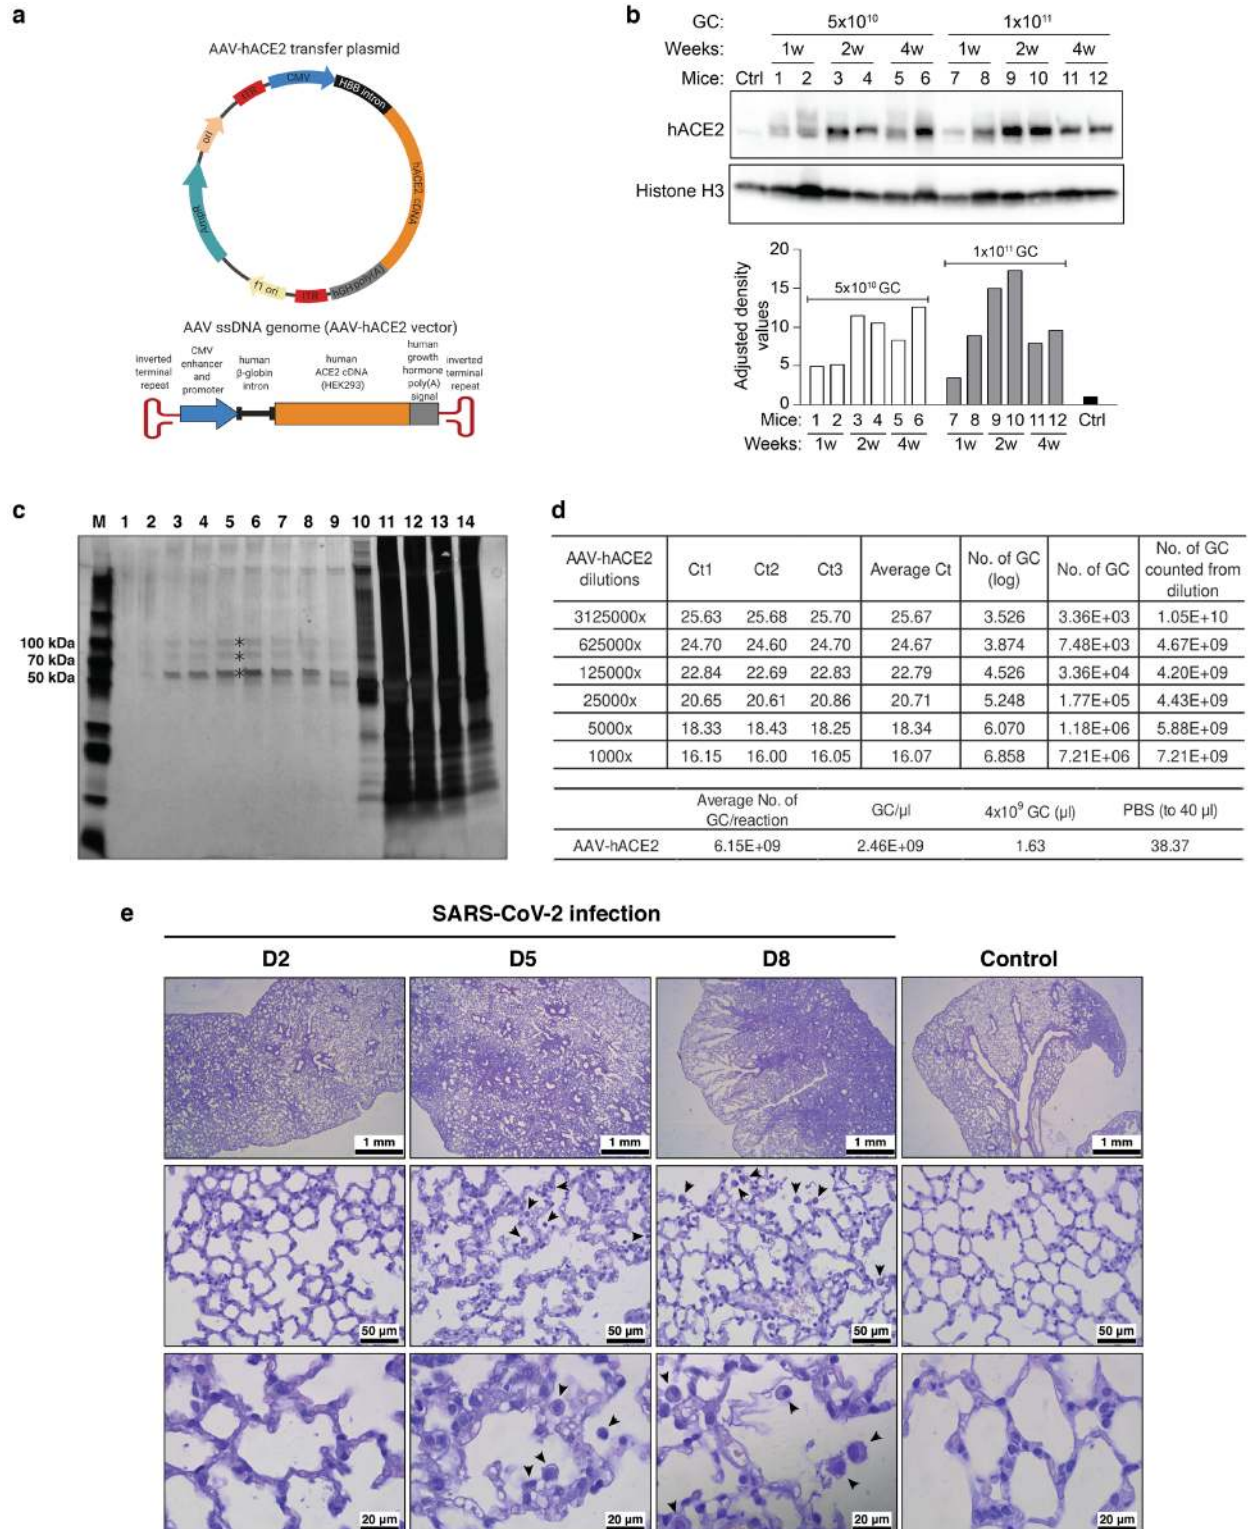 a
AAV-hACE2 transfer plasmid
ITR
CMV
HBB intron
hACE2 cDNA
hGH poly(A)
ITR
f1 ori
AmpR
ori
AAV ssDNA genome (AAV-hACE2 vector)
inverted terminal repeat
CMV enhancer and promoter
human β-globin intron
human ACE2 cDNA (HEK293)
human growth hormone poly(A) signal
inverted terminal repeat
b
GC: 5x10¹⁰ 1x10¹¹
Weeks: 1w 2w 4w 1w 2w 4w
Mice: Ctrl 1 2 3 4 5 6 7 8 9 10 11 12
hACE2
Histone H3
Adjusted density values
20
15
10
5
0
5x10¹⁰ GC
1x10¹¹ GC
Mice: 1 2 3 4 5 6 7 8 9 10 11 12 Ctrl
Weeks: 1w 2w 4w 1w 2w 4w
c
M 1 2 3 4 5 6 7 8 9 10 11 12 13 14
100 kDa
70 kDa
50 kDa
*
*
*
d
AAV-hACE2 dilutions Ct1 Ct2 Ct3 Average Ct No. of GC (log) No. of GC No. of GC counted from dilution
3125000x 25.63 25.68 25.70 25.67 3.526 3.36E+03 1.05E+10
625000x 24.70 24.60 24.70 24.67 3.874 7.48E+03 4.67E+09
125000x 22.84 22.69 22.83 22.79 4.526 3.36E+04 4.20E+09
25000x 20.65 20.61 20.86 20.71 5.248 1.77E+05 4.43E+09
5000x 18.33 18.43 18.25 18.34 6.070 1.18E+06 5.88E+09
1000x 16.15 16.00 16.05 16.07 6.858 7.21E+06 7.21E+09
Average No. of GC/reaction GC/µl 4x10⁹ GC (µl) PBS (to 40 µl)
AAV-hACE2 6.15E+09 2.46E+09 1.63 38.37
e
SARS-CoV-2 infection
D2 D5 D8 Control
1 mm 1 mm 1 mm 1 mm
50 µm 50 µm 50 µm 50 µm
20 µm 20 µm 20 µm 20 µm